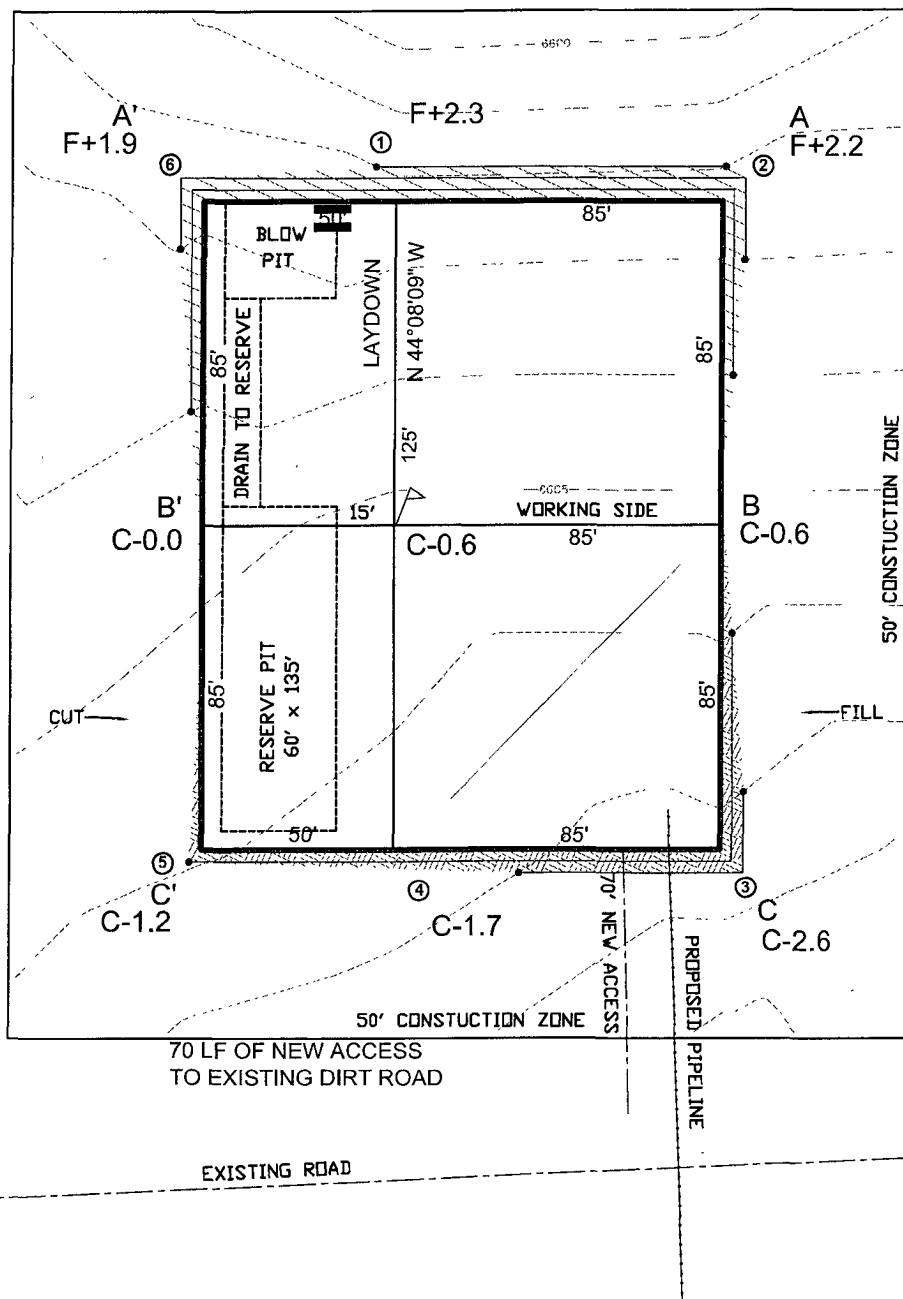 6600
A'
F+1.9
F+2.3
A
F+2.2
①
⑥
②
85'
BLOW
PIT
LAYDOWN
N 44°08'09" W
85'
85'
DRAIN TO RESERVE
125'
50' CONSTUCTION ZONE
6605
B'
C-0.0
15'
C-0.6
WORKING SIDE
85'
B
C-0.6
85'
RESERVE PIT
60' x 135'
85'
CUT
FILL
50'
85'
⑤
C'
C-1.2
④
C-1.7
③
C
C-2.6
70' NEW ACCESS
PROPOSED PIPELINE
50' CONSTUCTION ZONE
70 LF OF NEW ACCESS
TO EXISTING DIRT ROAD
EXISTING ROAD